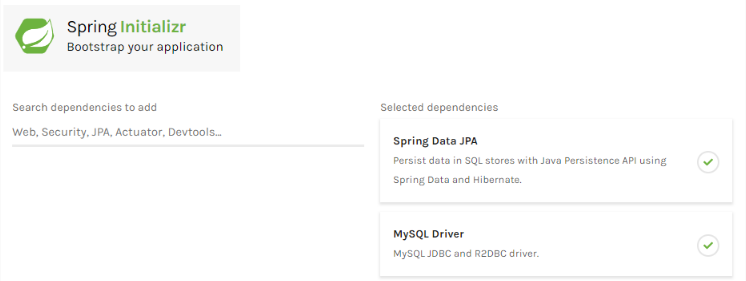 Spring Initializr
Bootstrap your application
Search dependencies to add
Web, Security, JPA, Actuator, Devtools...
Selected dependencies
Spring Data JPA
Persist data in SQL stores with Java Persistence API using
Spring Data and Hibernate.
MySQL Driver
MySQL JDBC and R2DBC driver.